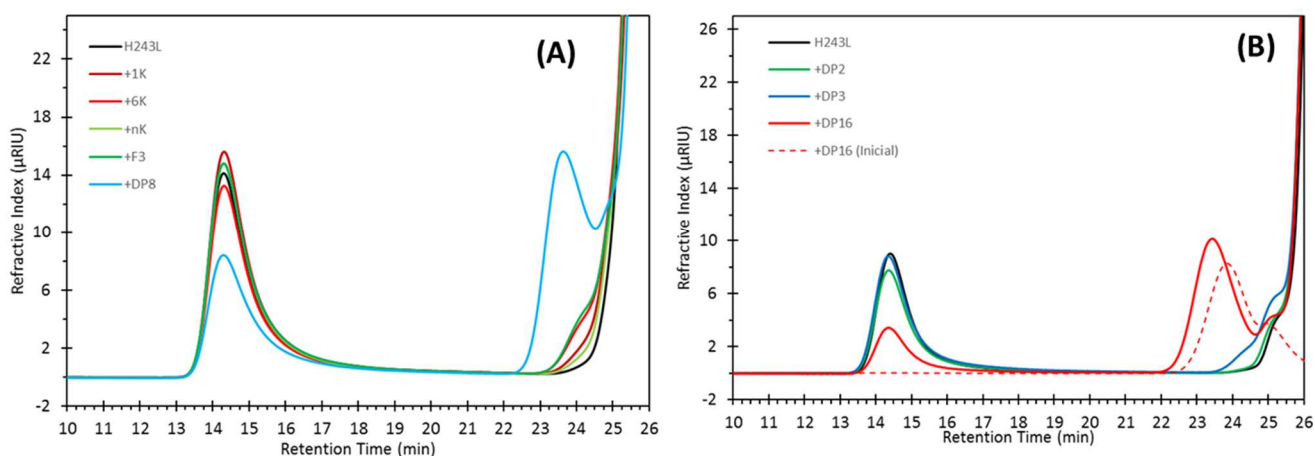 (A)
H243L
+1K
+6K
+nK
+F3
+DP8
Refractive Index (µRIU)
22
18
14
10
6
2
-2
10 11 12 13 14 15 16 17 18 19 20 21 22 23 24 25 26
Retention Time (min)
(B)
H243L
+DP2
+DP3
+DP16
+DP16 (Inicial)
Refractive Index (µRIU)
26
22
18
14
10
6
2
-2
10 11 12 13 14 15 16 17 18 19 20 21 22 23 24 25 26
Retention Time (min)